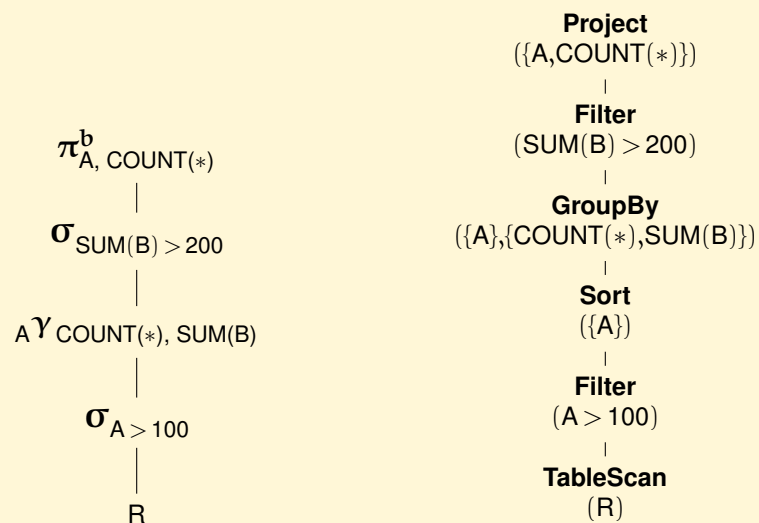 π^b_{A, COUNT(∗)}
σ_{SUM(B) > 200}
_Aγ_{COUNT(∗), SUM(B)}
σ_{A > 100}
R
Project
({A,COUNT(∗)})
Filter
(SUM(B) > 200)
GroupBy
({A},{COUNT(∗),SUM(B)})
Sort
({A})
Filter
(A > 100)
TableScan
(R)